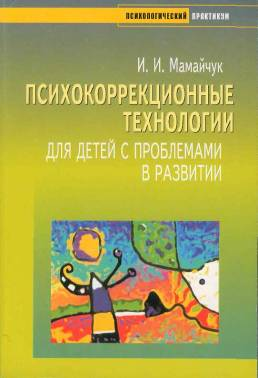 ПСИХОЛОГИЧЕСКИЙ ПРАКТИКУМ
И. И. Мамайчук
ПСИХОКОРРЕКЦИОННЫЕ
ТЕХНОЛОГИИ
ДЛЯ ДЕТЕЙ С ПРОБЛЕМАМИ
В РАЗВИТИИ